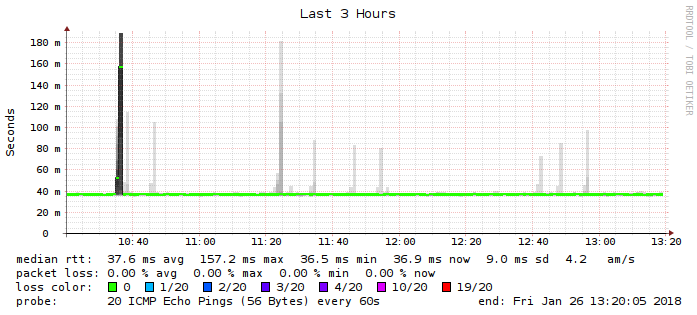 Last 3 Hours
RRDTOOL / TOBI OETIKER
Seconds
180 m
160 m
140 m
120 m
100 m
80 m
60 m
40 m
20 m
0
10:40 11:00 11:20 11:40 12:00 12:20 12:40 13:00 13:20
median rtt: 37.6 ms avg 157.2 ms max 36.5 ms min 36.9 ms now 9.0 ms sd 4.2 am/s
packet loss: 0.00 % avg 0.00 % max 0.00 % min 0.00 % now
loss color: 0 1/20 2/20 3/20 4/20 10/20 19/20
probe: 20 ICMP Echo Pings (56 Bytes) every 60s end: Fri Jan 26 13:20:05 2018